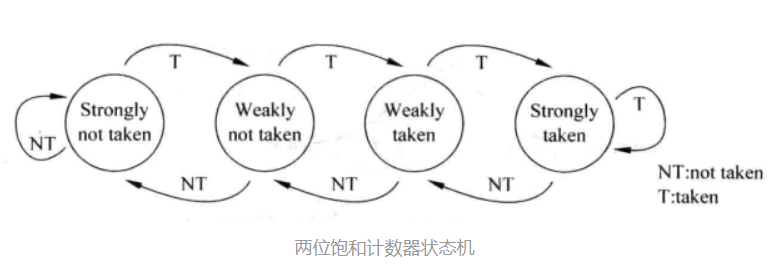 T
T
T
Strongly
not taken
Weakly
not taken
Weakly
taken
Strongly
taken
T
NT
NT
NT
NT
NT:not taken
T:taken
两位饱和计数器状态机